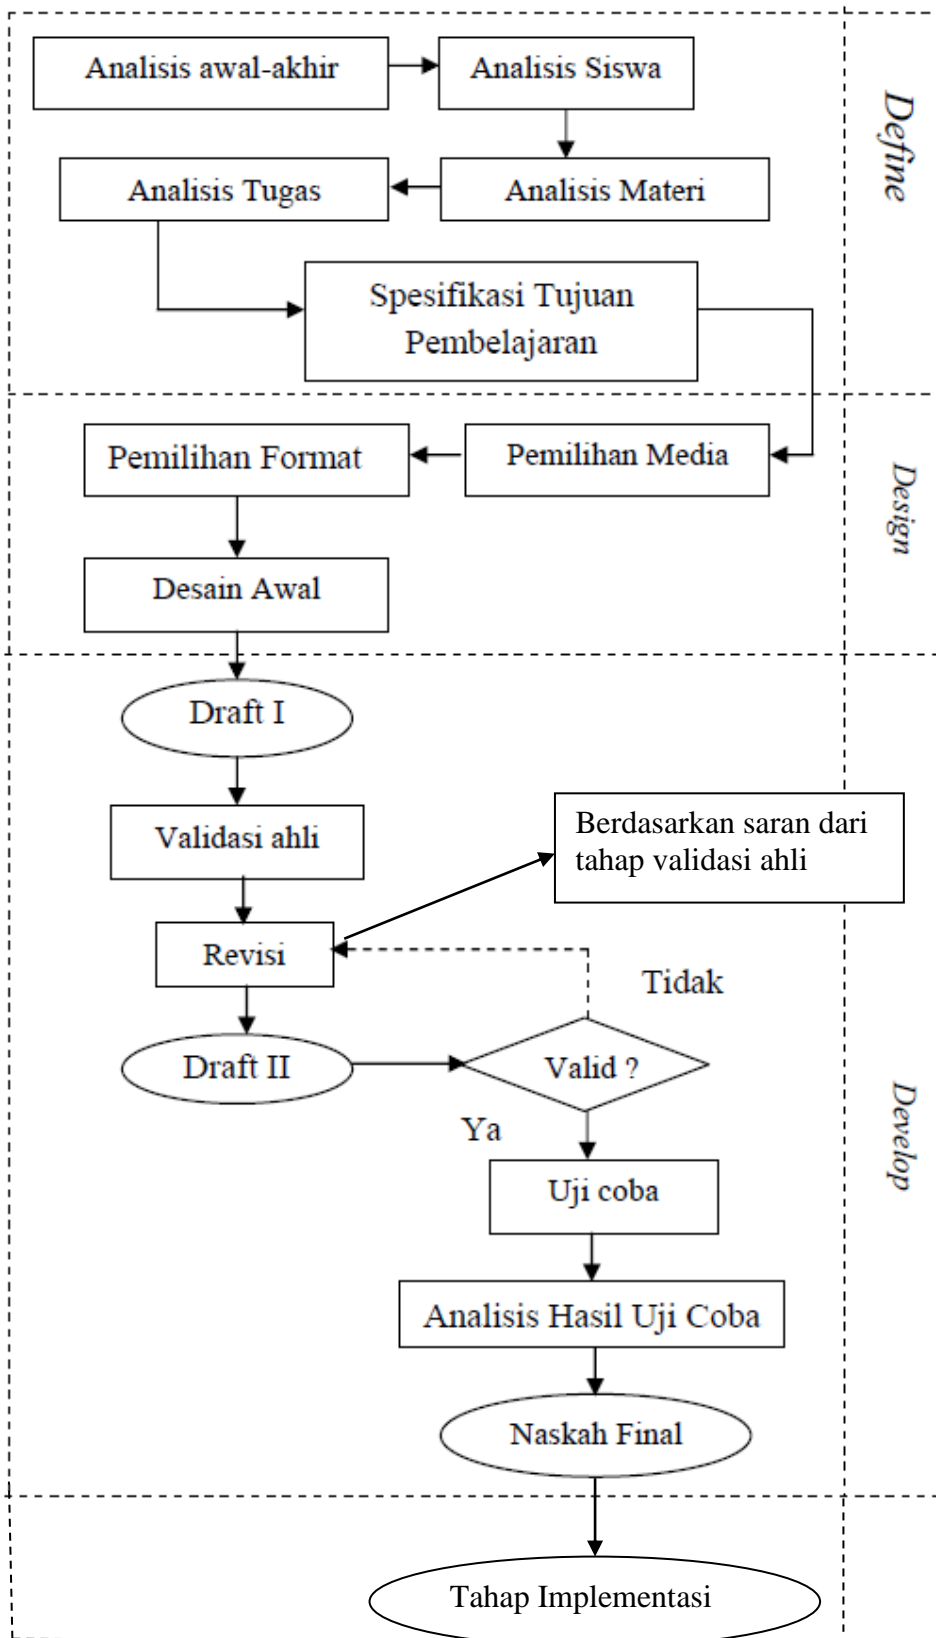 Analisis awal-akhir
Analisis Siswa
Define
Analisis Tugas
Analisis Materi
Spesifikasi Tujuan
Pembelajaran
Pemilihan Format
Pemilihan Media
Design
Desain Awal
Draft I
Validasi ahli
Berdasarkan saran dari
tahap validasi ahli
Revisi
Tidak
Draft II
Valid ?
Ya
Develop
Uji coba
Analisis Hasil Uji Coba
Naskah Final
Tahap Implementasi